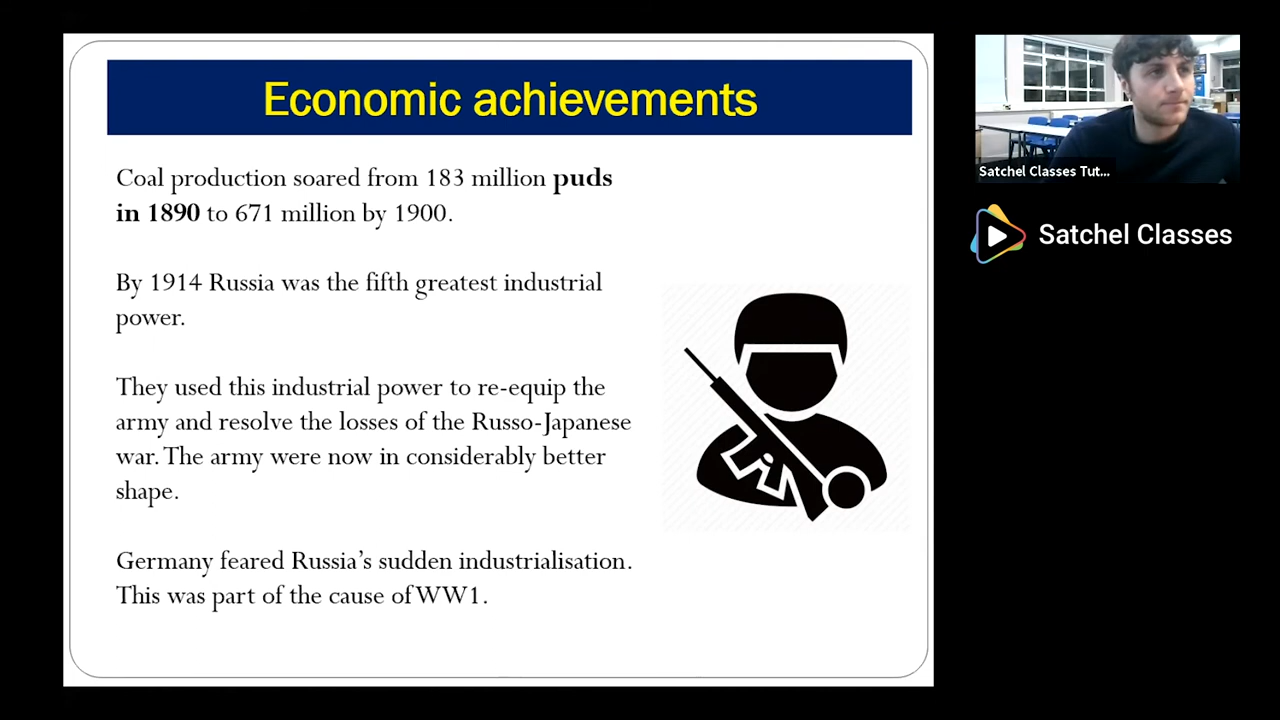 Economic achievements
Coal production soared from 183 million puds
in 1890 to 671 million by 1900.
By 1914 Russia was the fifth greatest industrial
power.
They used this industrial power to re-equip the
army and resolve the losses of the Russo-Japanese
war. The army were now in considerably better
shape.
Germany feared Russia’s sudden industrialisation.
This was part of the cause of WW1.
Satchel Classes Tut...
Satchel Classes